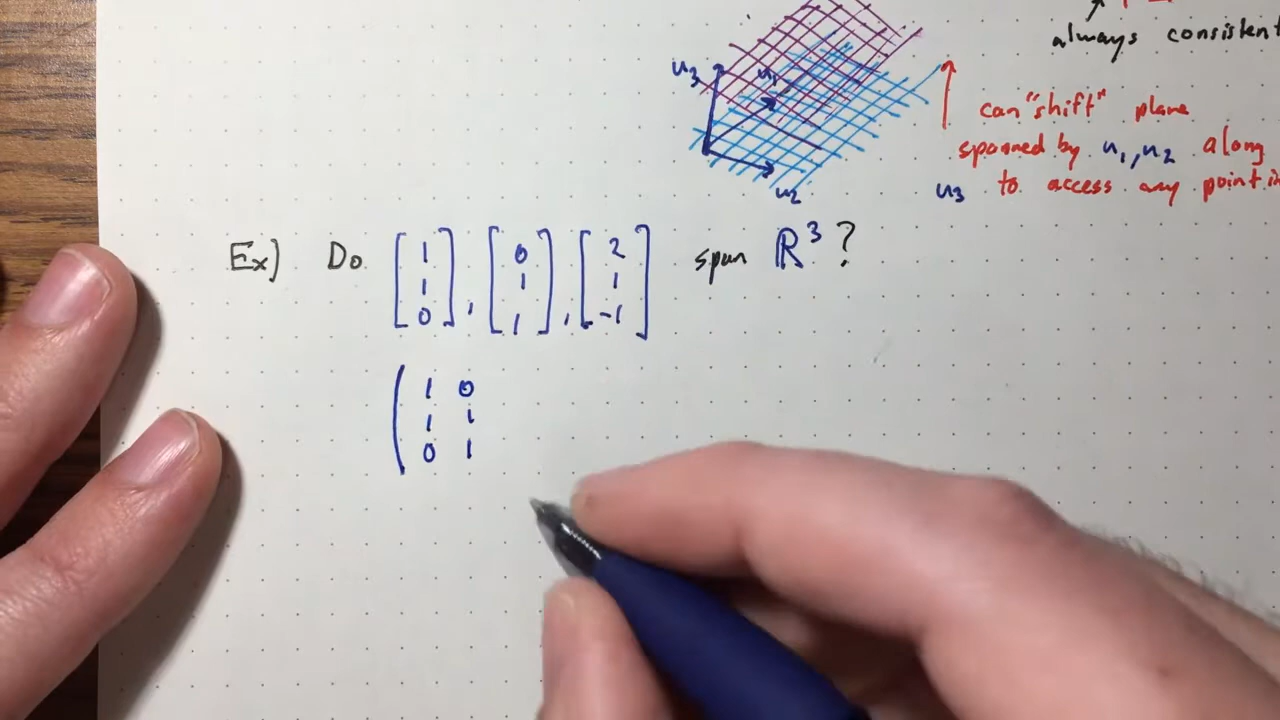 always consistent
u₃
u₁
u₂
can "shift" plane
spanned by u₁, u₂ along
u₃ to access any point in
Ex) Do [1 1 0], [0 1 1], [2 1 -1] span ℝ³?
1 0
1 1
0 1